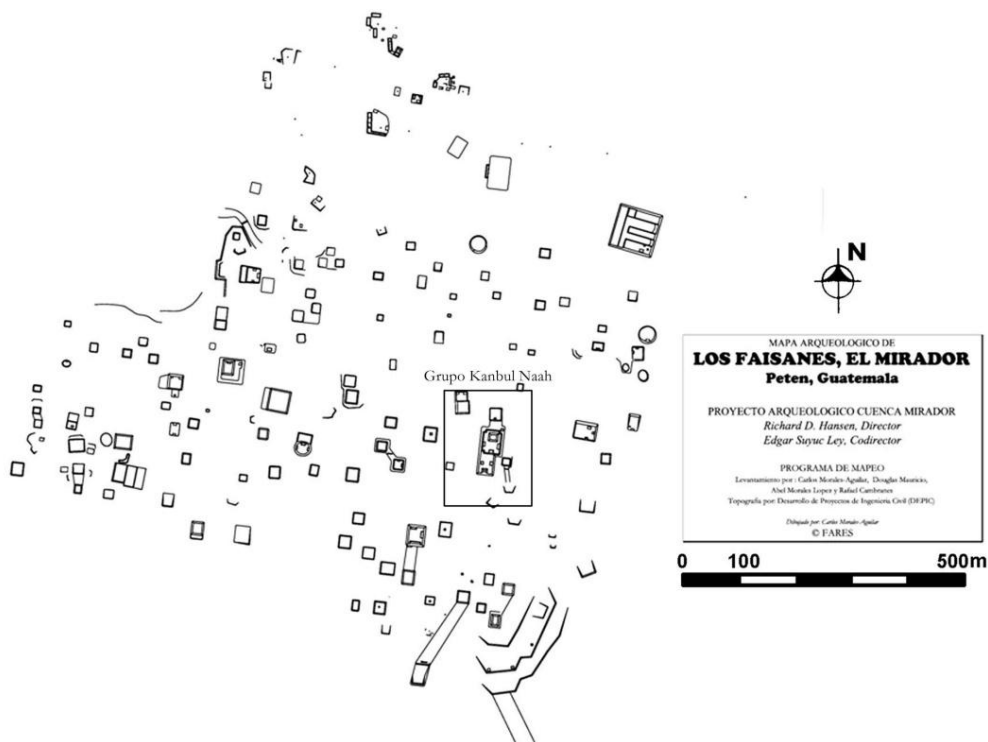 Grupo Kanbul Naah
N
MAPA ARQUEOLOGICO DE
LOS FAISANES, EL MIRADOR
Peten, Guatemala
PROYECTO ARQUEOLOGICO CUENCA MIRADOR
Richard D. Hansen, Director
Edgar Suyuc Ley, Codirector
PROGRAMA DE MAPEO
Levantamiento por : Carlos Morales Aguilar, Douglas Mauricio,
Abel Morales Lopez y Rafael Cambranes
Topografía por: Desarrollo de Proyectos de Ingenieria Civil (DEPIC)
Dibujado por: Carlos Morales Aguilar
© FARES
0 100 500m